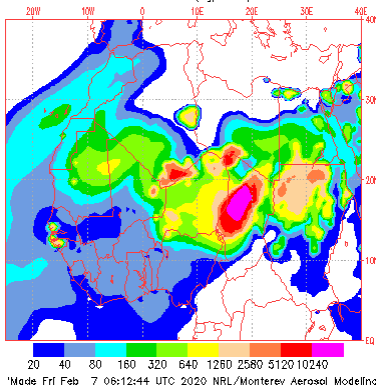 20W 10W 0 10E 20E 30E 40E
40N
30N
20N
10N
EQ
20 40 80 160 320 640 1260 2580 5120 10240
'Made Fri Feb 7 06:12:44 UTC 2020 NRL/Monterey Aerosol Modeling